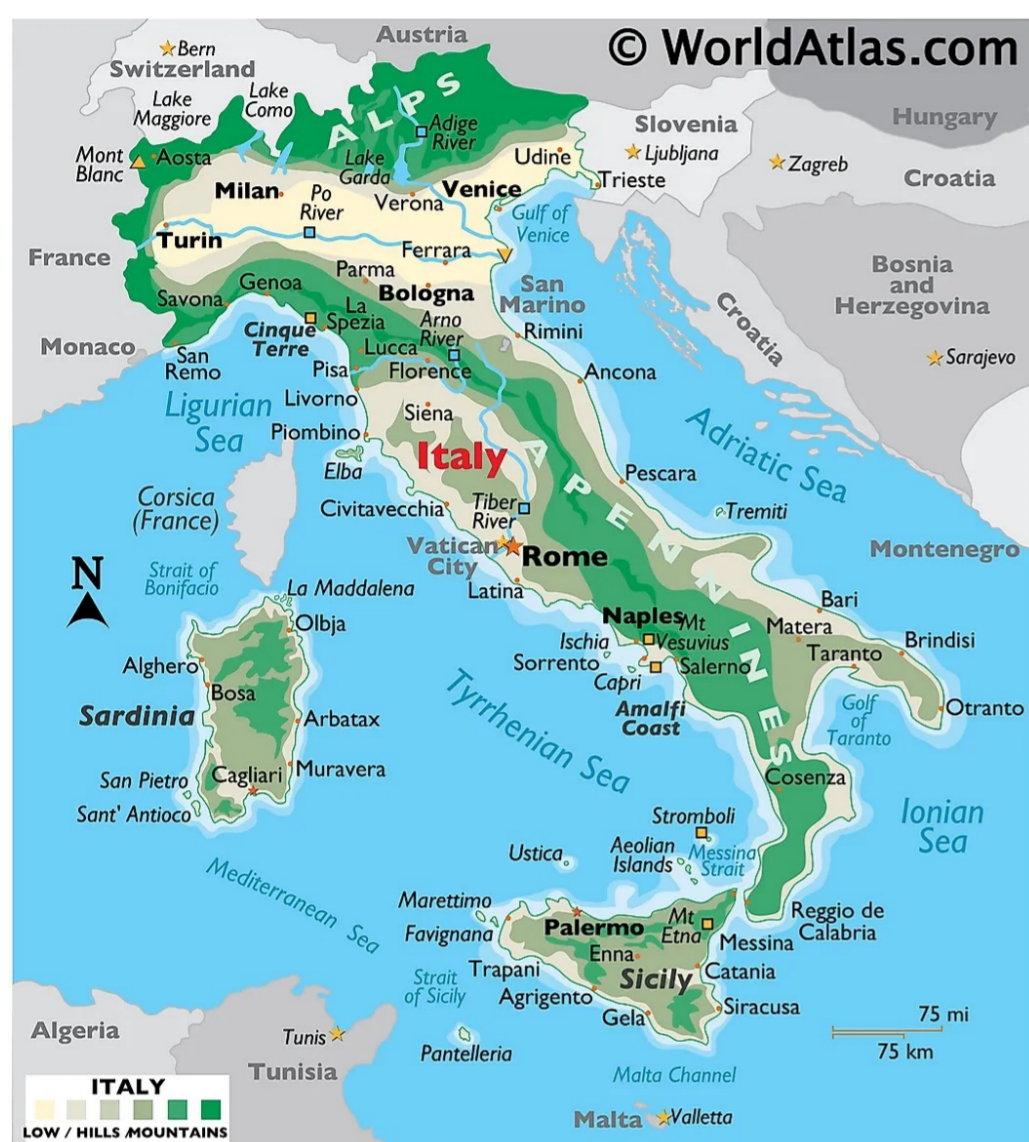 © WorldAtlas.com
Austria
Bern
Switzerland
Hungary
Lake
Maggiore
Lake
Como
ALPS
Adige
River
Slovenia
Ljubljana
Zagreb
Croatia
Mont
Blanc
Aosta
Lake
Garda
Udine
Trieste
Milan
Po
River
Verona
Venice
Gulf of
Venice
Turin
Ferrara
France
Parma
Bologna
San
Marino
Bosnia
and
Herzegovina
Savona
Genoa
La
Spezia
Arno
River
Rimini
Croatia
Cinque
Terre
Monaco
San
Remo
Lucca
Pisa
Florence
Ancona
Sarajevo
Livorno
Ligurian
Sea
Siena
Piombino
Italy
Adriatic Sea
Elba
APENNINES
Pescara
Corsica
(France)
Civitavecchia
Tiber
River
Tremiti
Vatican
City
Rome
Montenegro
N
Strait of
Bonifacio
La Maddalena
Latina
Olbja
Naples
Mt
Vesuvius
Bari
Matera
Brindisi
Ischia
Sorrento
Capri
Salerno
Taranto
Alghero
Bosa
Sardinia
Arbatax
Tyrrhenian Sea
Amalfi
Coast
Golf
of
Taranto
Otranto
San Pietro
Cagliari
Muravera
Sant' Antioco
Cosenza
Stromboli
Ionian
Sea
Ustica
Aeolian
Islands
Messina
Strait
Mediterranean Sea
Marettimo
Favignana
Palermo
Mt
Etna
Reggio de
Calabria
Messina
Enna
Trapani
Sicily
Catania
Strait
of Sicily
Agrigento
Gela
Siracusa
75 mi
75 km
Algeria
Tunis
Tunisia
Pantelleria
Malta Channel
Malta
Valletta
ITALY
LOW / HILLS /MOUNTAINS